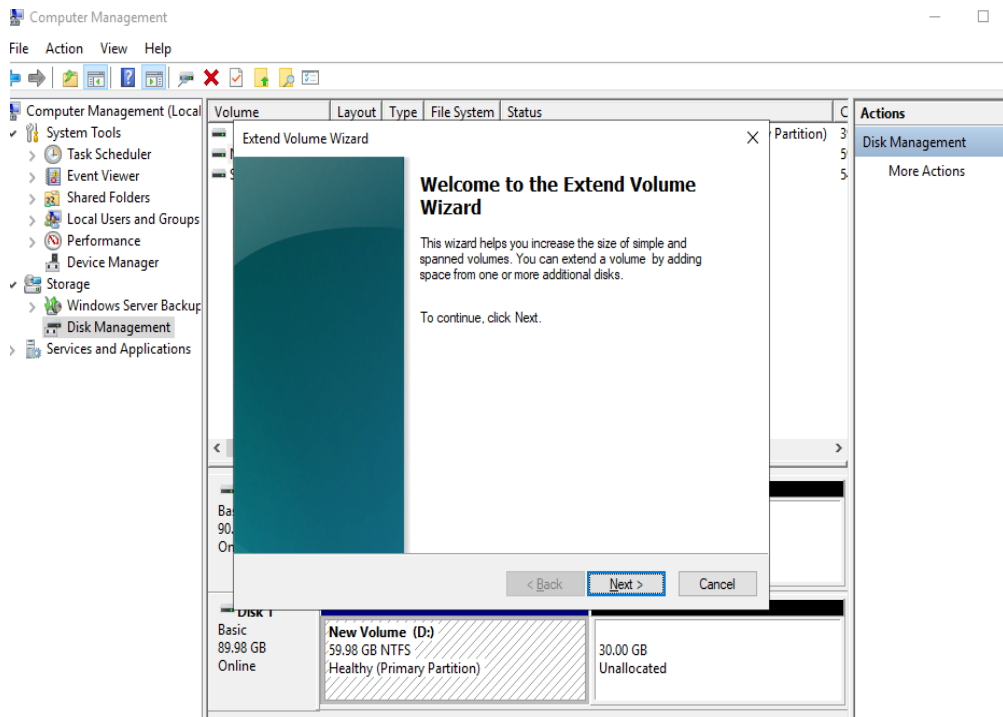 Computer Management
File Action View Help
Computer Management (Local
System Tools
Task Scheduler
Event Viewer
Shared Folders
Local Users and Groups
Performance
Device Manager
Storage
Windows Server Backup
Disk Management
Services and Applications
Volume Layout Type File System Status
Partition)
Extend Volume Wizard
Welcome to the Extend Volume
Wizard
This wizard helps you increase the size of simple and
spanned volumes. You can extend a volume by adding
space from one or more additional disks.
To continue, click Next.
< Back Next > Cancel
Disk 1
Basic
89.98 GB
Online
New Volume (D:)
59.98 GB NTFS
Healthy (Primary Partition)
30.00 GB
Unallocated
Actions
Disk Management
More Actions